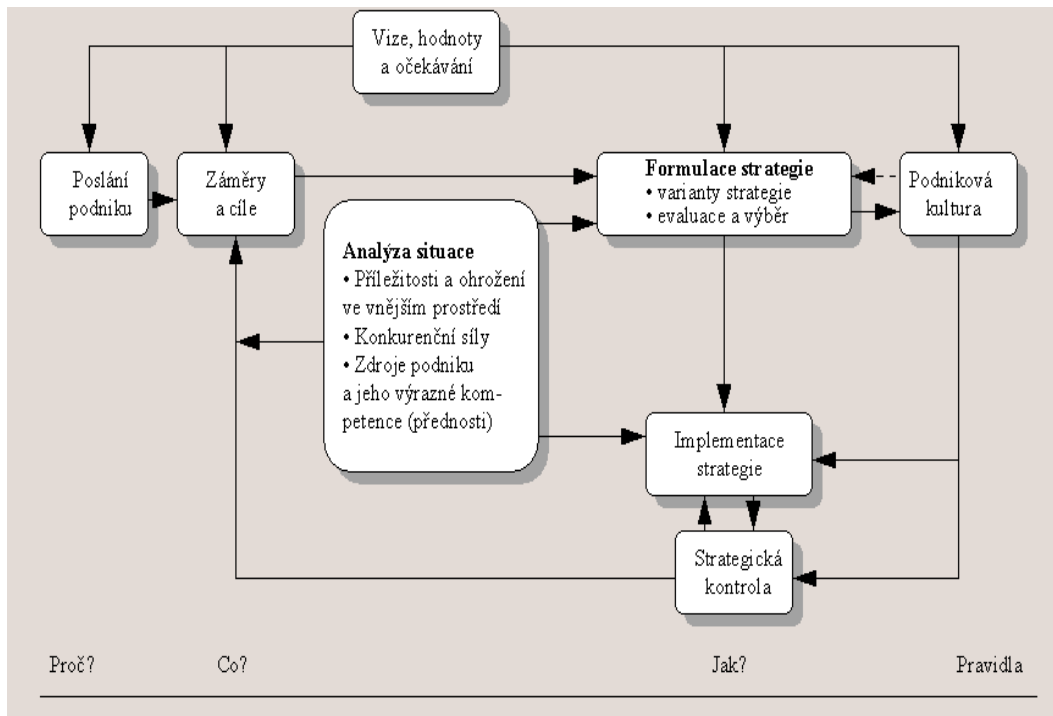 Vize, hodnoty
a očekávání
Poslání
podniku
Záměry
a cíle
Formulace strategie
• varianty strategie
• evaluace a výběr
Podniková
kultura
Analýza situace
• Příležitosti a ohrožení
ve vnějším prostředí
• Konkurenční síly
• Zdroje podniku
a jeho výrazné kom-
petence (přednosti)
Implementace
strategie
Strategická
kontrola
Proč?
Co?
Jak?
Pravidla